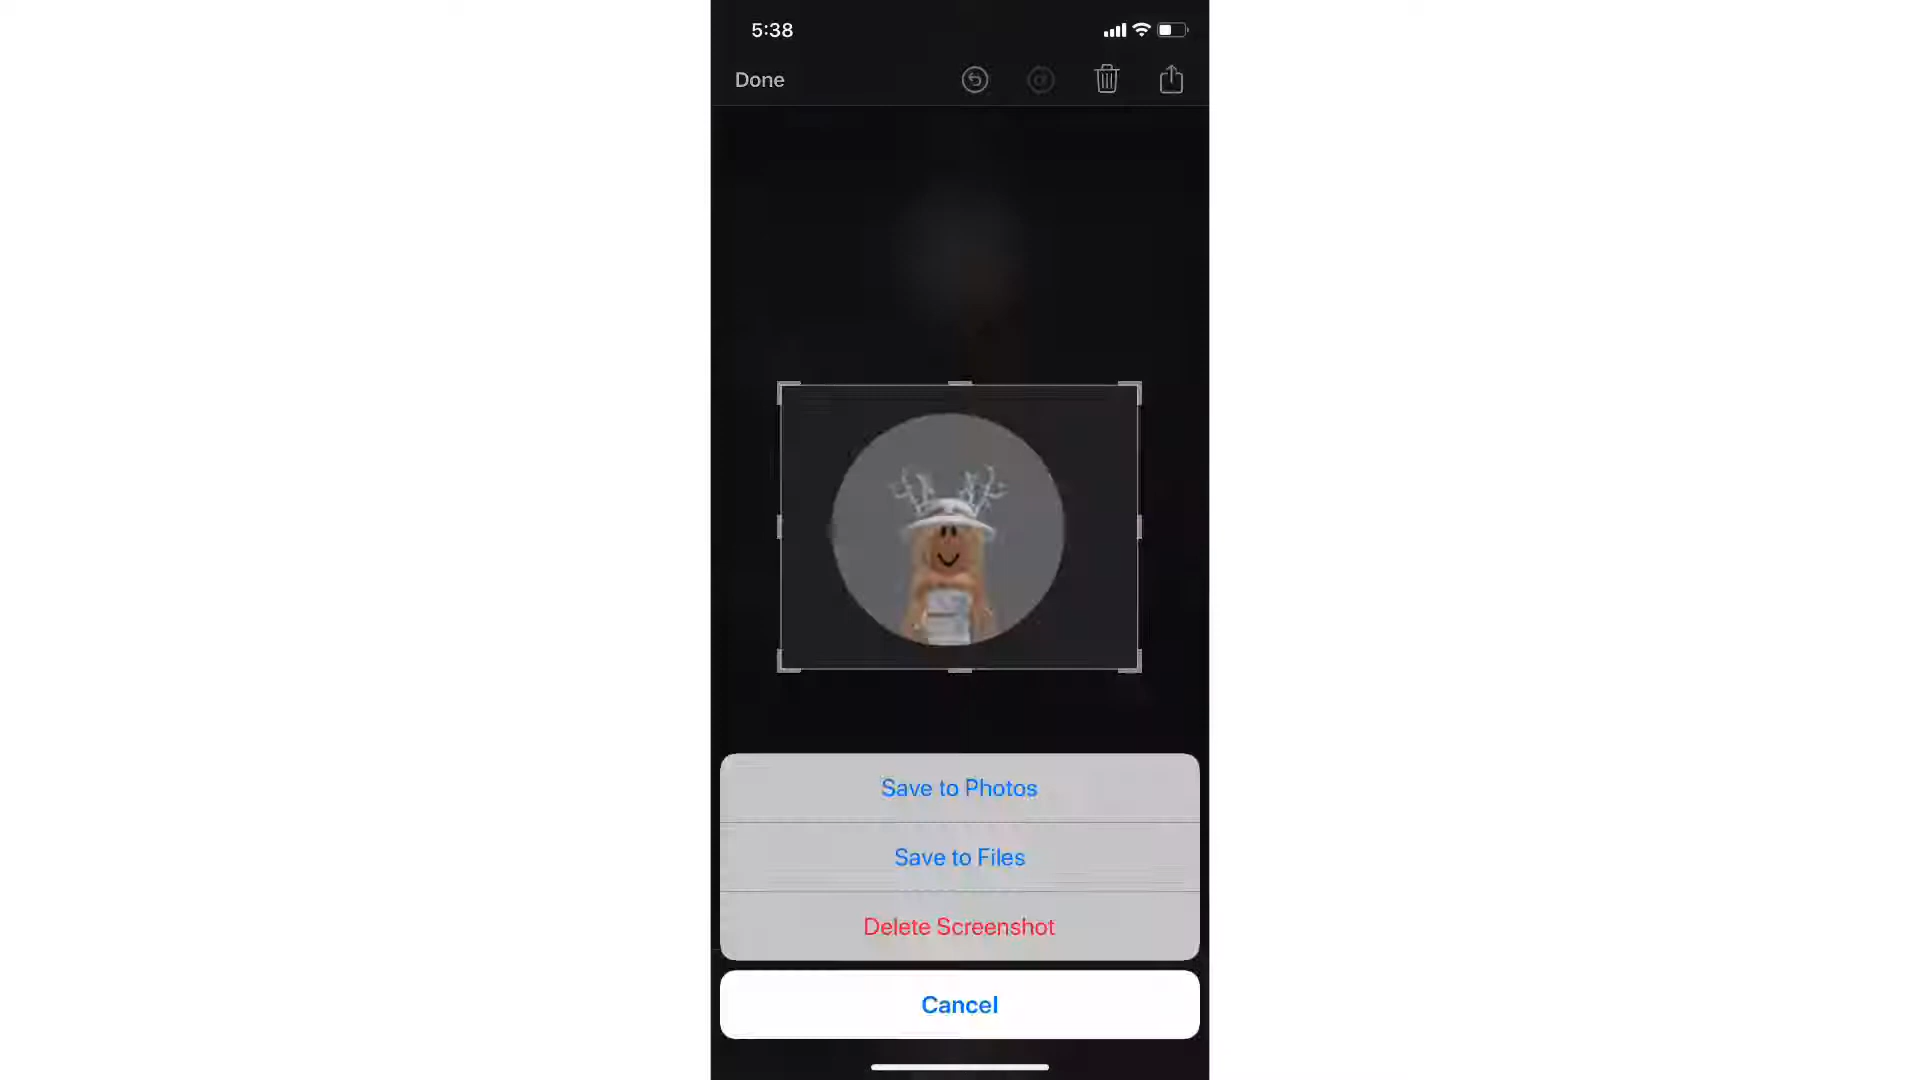 5:38
Done
Save to Photos
Save to Files
Delete Screenshot
Cancel